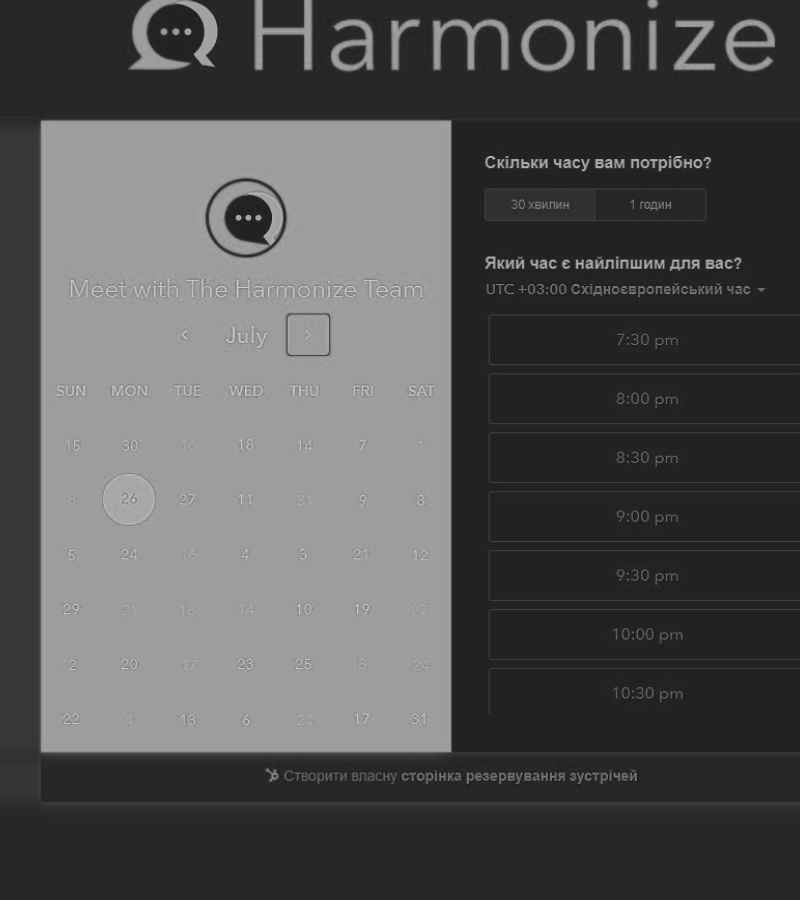 Harmonize
Meet with The Harmonize Team
July
SUN MON TUE WED THU FRI SAT
15 30 16 18 14 7 1
8 26 27 11 31 9 8
5 24 16 4 3 21 12
29 21 18 14 10 19 27
2 20 17 23 25 8 24
22 4 13 6 24 17 31
Скільки часу вам потрібно?
30 хвилин 1 годин
Який час є найліпшим для вас?
UTC +03:00 Східноєвропейський час
7:30 pm
8:00 pm
8:30 pm
9:00 pm
9:30 pm
10:00 pm
10:30 pm
Створити власну сторінка резервування зустрічей